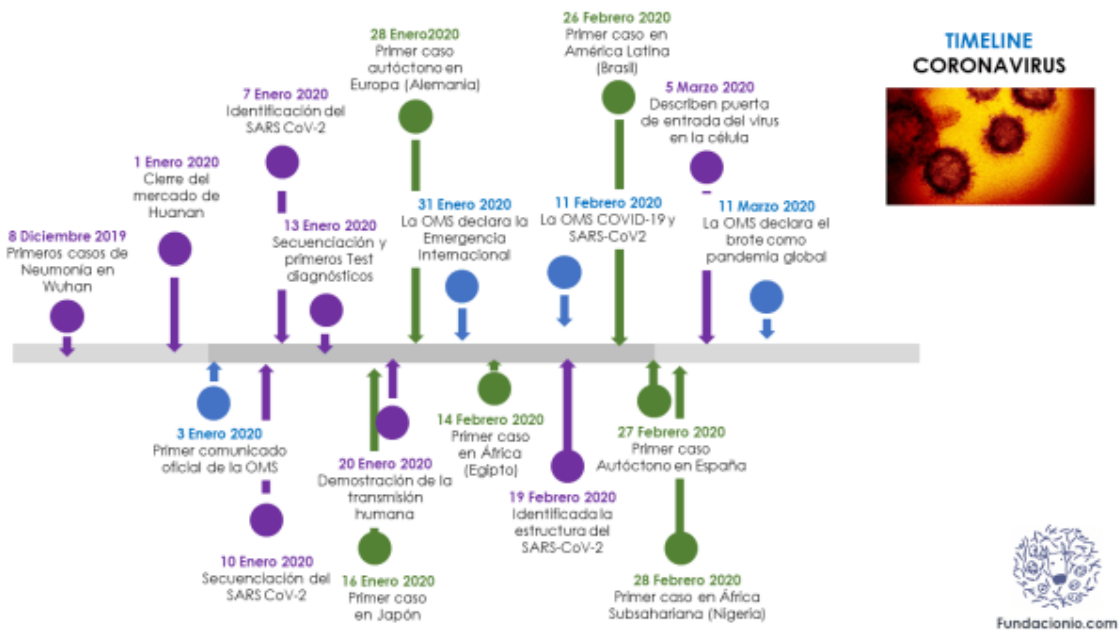 TIMELINE
CORONAVIRUS
8 Diciembre 2019
Primeros casos de
Neumonía en
Wuhan
1 Enero 2020
Cierre del
mercado de
Huanan
7 Enero 2020
Identificación del
SARS CoV-2
13 Enero 2020
Secuenciación y
primeros Test
diagnósticos
28 Enero2020
Primer caso
autóctono en
Europa (Alemania)
31 Enero 2020
La OMS declara la
Emergencia
Internacional
11 Febrero 2020
La OMS COVID-19 y
SARS-CoV2
26 Febrero 2020
Primer caso en
América Latina
(Brasil)
5 Marzo 2020
Describen puerta
de entrada del virus
en la célula
11 Marzo 2020
La OMS declara el
brote como
pandemia global
3 Enero 2020
Primer comunicado
oficial de la OMS
10 Enero 2020
Secuenciación del
SARS CoV-2
20 Enero 2020
Demostración de la
transmisión
humana
16 Enero 2020
Primer caso
en Japón
14 Febrero 2020
Primer caso
en África
(Egipto)
19 Febrero 2020
Identificada la
estructura del
SARS-CoV-2
27 Febrero 2020
Primer caso
Autóctono en España
28 Febrero 2020
Primer caso en África
Subsahariana (Nigeria)
Fundacionio.com